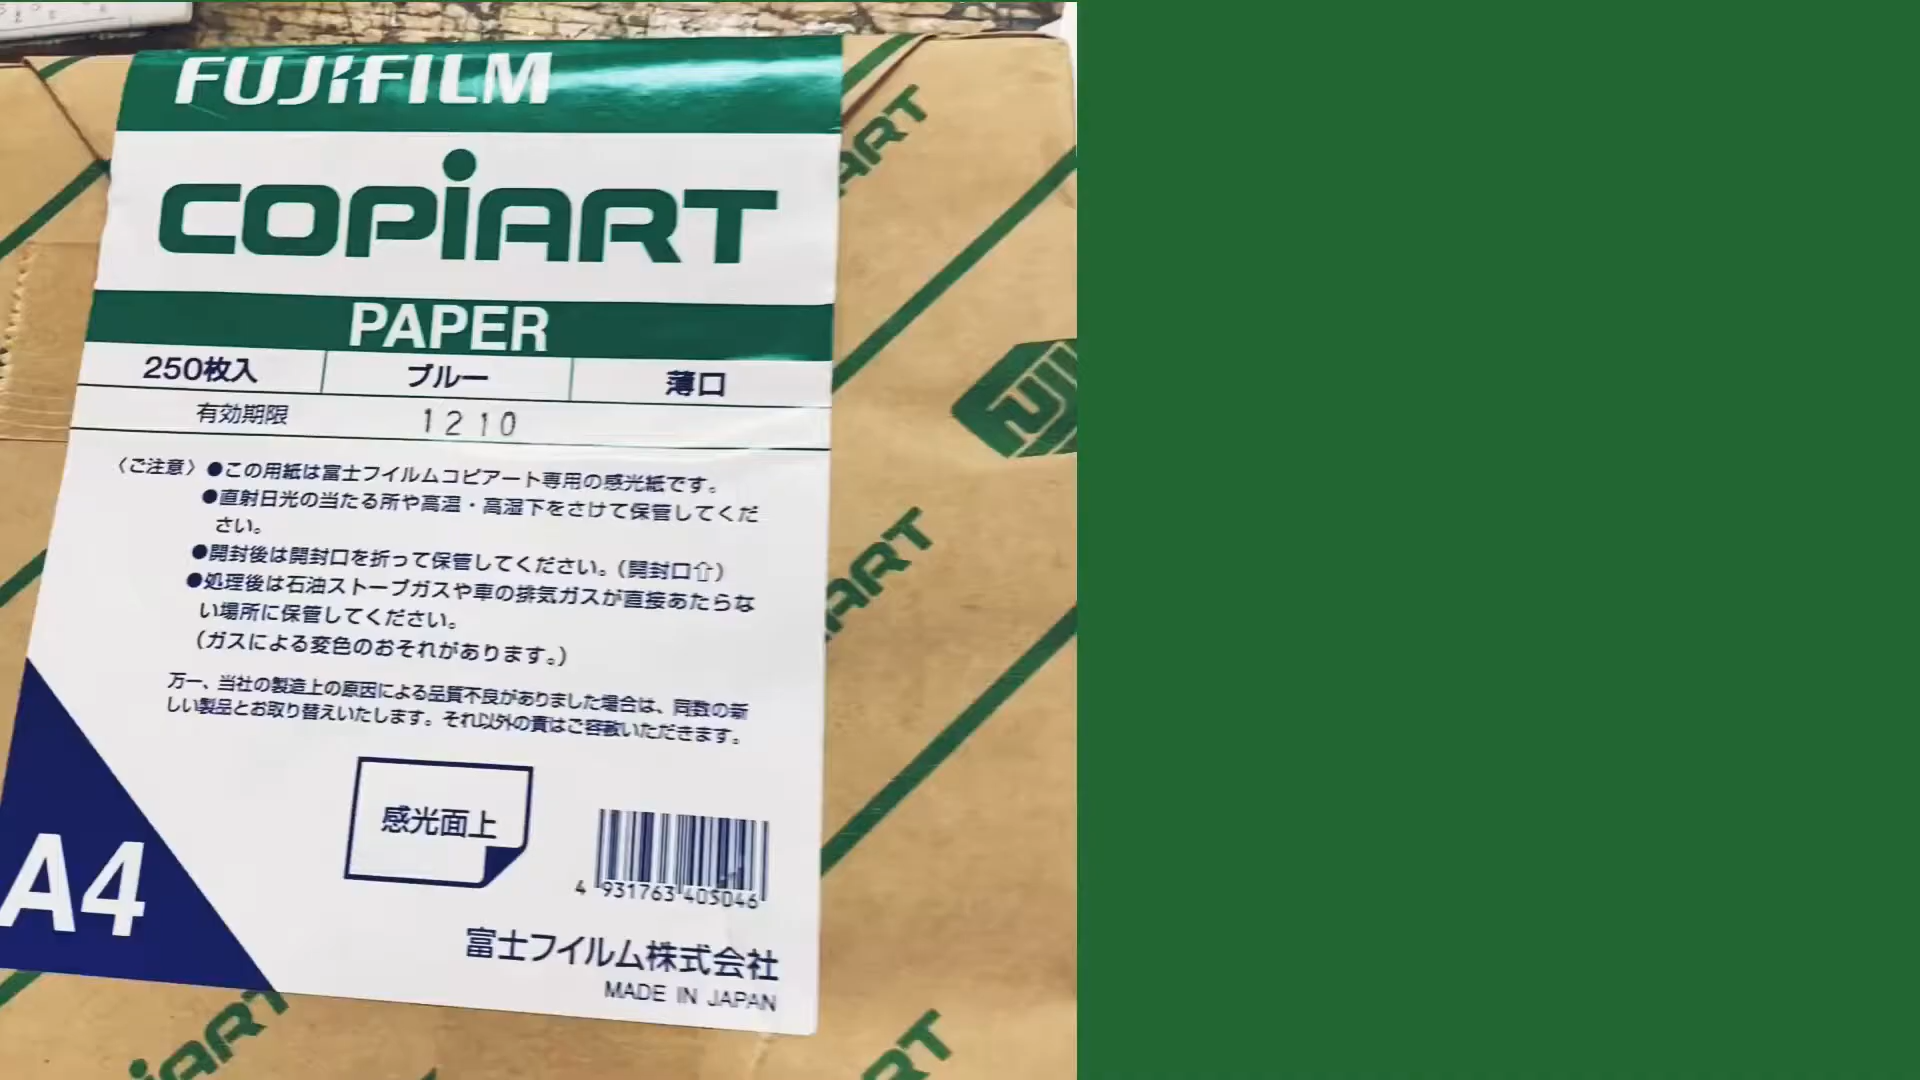 FUJIFILM
COPiART
PAPER
250枚入 ブルー 薄口
有効期限 1210
〈ご注意〉●この用紙は富士フイルムコピアート専用の感光紙です。
●直射日光の当たる所や高温・高湿下をさけて保管してくだ
さい。
●開封後は開封口を折って保管してください。(開封口⇧)
●処理後は石油ストーブガスや車の排気ガスが直接あたらな
い場所に保管してください。
(ガスによる変色のおそれがあります。)
万一、当社の製造上の原因による品質不良がありました場合は、同数の新
しい製品とお取り替えいたします。それ以外の責はご容赦いただきます。
感光面上
A4
4 931763 405046
富士フイルム株式会社
MADE IN JAPAN
ART
FUJI
iART
iART
RT